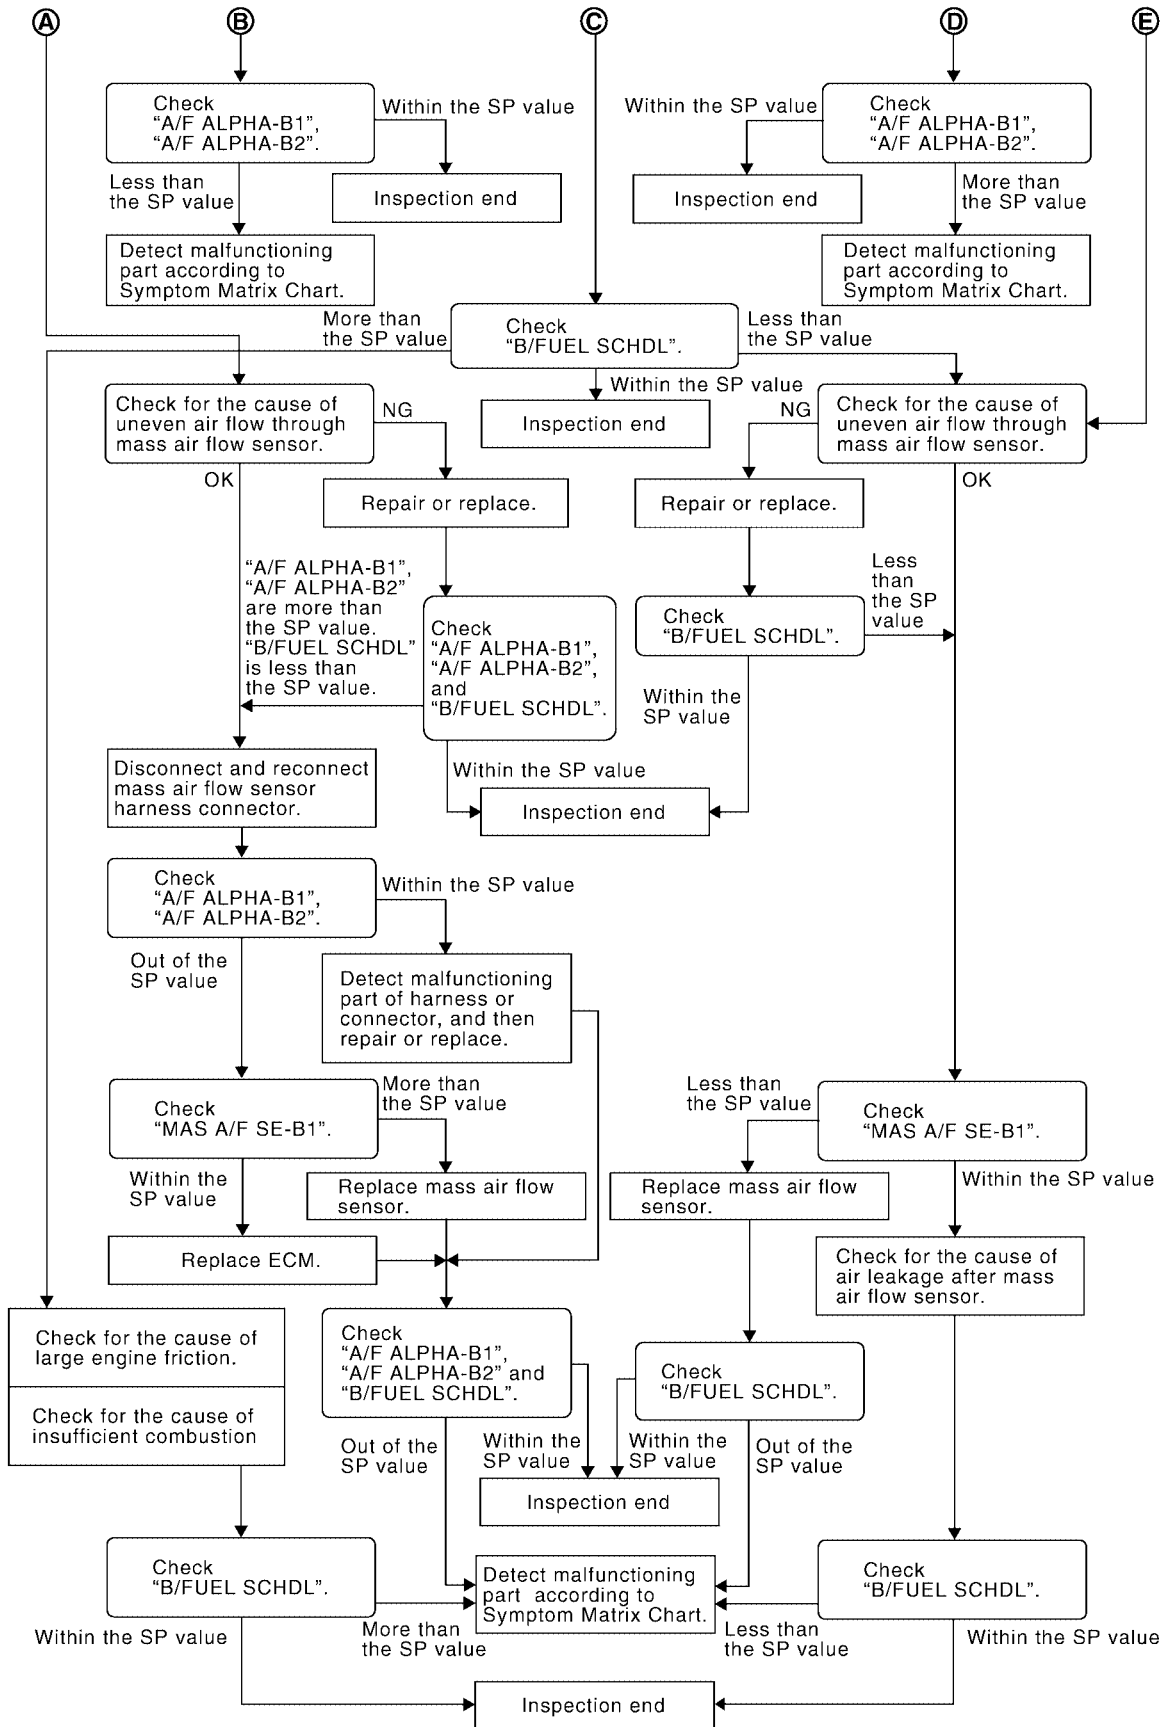 A
B
C
D
E
Check
“A/F ALPHA-B1”,
“A/F ALPHA-B2”.
Within the SP value
Less than
the SP value
Inspection end
Detect malfunctioning
part according to
Symptom Matrix Chart.
Within the SP value
Check
“A/F ALPHA-B1”,
“A/F ALPHA-B2”.
Inspection end
More than
the SP value
Detect malfunctioning
part according to
Symptom Matrix Chart.
More than
the SP value
Check
“B/FUEL SCHDL”.
Less than
the SP value
Within the SP value
Inspection end
Check for the cause of
uneven air flow through
mass air flow sensor.
NG
OK
Repair or replace.
NG
Check for the cause of
uneven air flow through
mass air flow sensor.
OK
Repair or replace.
“A/F ALPHA-B1”,
“A/F ALPHA-B2”
are more than
the SP value.
“B/FUEL SCHDL”
is less than
the SP value.
Check
“A/F ALPHA-B1”,
“A/F ALPHA-B2”,
and
“B/FUEL SCHDL”.
Check
“B/FUEL SCHDL”.
Less
than
the SP
value
Within the
SP value
Within the SP value
Inspection end
Disconnect and reconnect
mass air flow sensor
harness connector.
Check
“A/F ALPHA-B1”,
“A/F ALPHA-B2”.
Within the SP value
Out of the
SP value
Detect malfunctioning
part of harness or
connector, and then
repair or replace.
Check
“MAS A/F SE-B1”.
More than
the SP value
Within the
SP value
Replace mass air flow
sensor.
Replace ECM.
Less than
the SP value
Check
“MAS A/F SE-B1”.
Within the SP value
Replace mass air flow
sensor.
Check for the cause of
air leakage after mass
air flow sensor.
Check for the cause of
large engine friction.
Check for the cause of
insufficient combustion
Check
“A/F ALPHA-B1”,
“A/F ALPHA-B2” and
“B/FUEL SCHDL”.
Check
“B/FUEL SCHDL”.
Out of the
SP value
Within the
SP value
Within the
SP value
Out of the
SP value
Inspection end
Check
“B/FUEL SCHDL”.
Detect malfunctioning
part according to
Symptom Matrix Chart.
Check
“B/FUEL SCHDL”.
Within the SP value
More than
the SP value
Less than
the SP value
Within the SP value
Inspection end